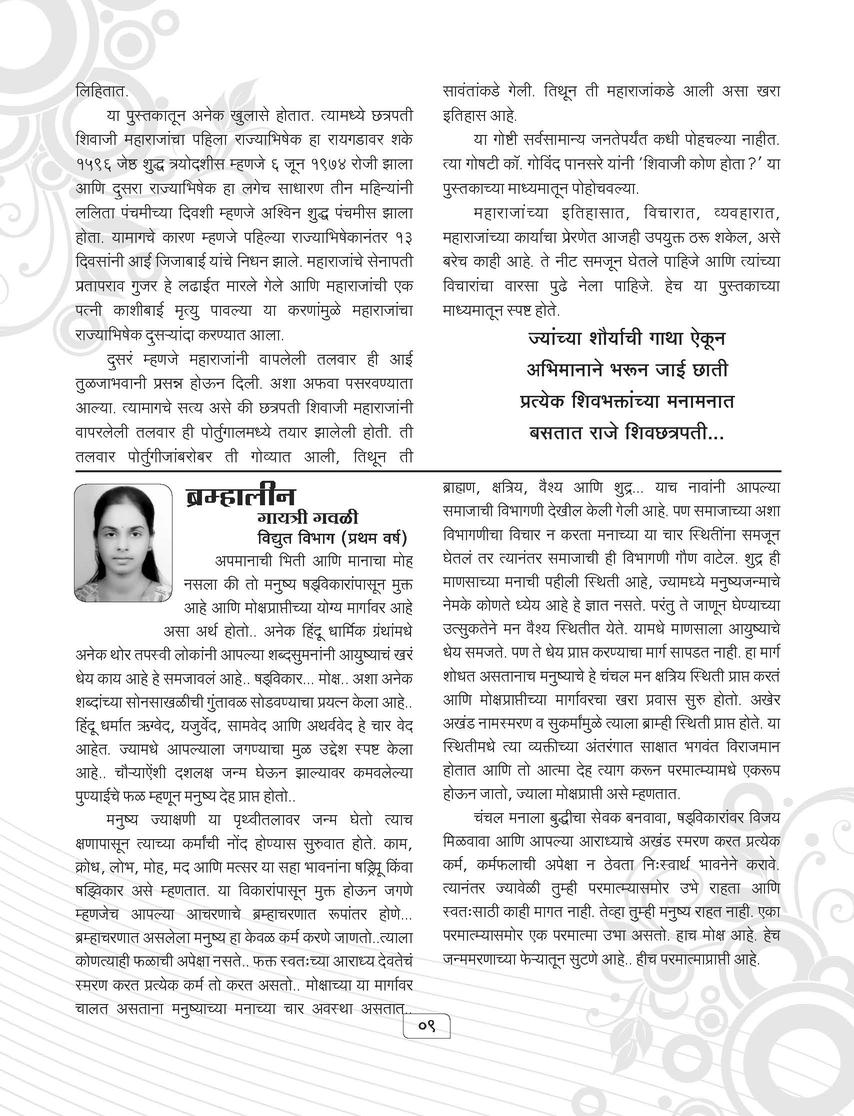 लिहितात.
या पुस्तकातून अनेक खुलासे होतात. त्यामध्ये छत्रपती
शिवाजी महाराजांचा पहिला राज्याभिषेक हा रायगडावर शके
१५९६ जेष्ठ शुद्ध त्रयोदशीस म्हणजे ६ जून १९७४ रोजी झाला
आणि दुसरा राज्याभिषेक हा लगेच साधारण तीन महिन्यांनी
ललिता पंचमीच्या दिवशी म्हणजे अश्विन शुद्ध पंचमीस झाला
होता. यामागचे कारण म्हणजे पहिल्या राज्याभिषेकानंतर १३
दिवसांनी आई जिजाबाई यांचे निधन झाले. महाराजांचे सेनापती
प्रतापराव गुजर हे लढाईत मारले गेले आणि महाराजांची एक
पत्नी काशीबाई मृत्यु पावल्या या करणांमुळे महाराजांचा
राज्याभिषेक दुसऱ्यांदा करण्यात आला.
दुसरं म्हणजे महाराजांनी वापलेली तलवार ही आई
तुळजाभवानी प्रसन्न होऊन दिली. अशा अफवा पसरवण्याता
आल्या. त्यामागचे सत्य असे की छत्रपती शिवाजी महाराजांनी
वापरलेली तलवार ही पोर्तुगालमध्ये तयार झालेली होती. ती
तलवार पोर्तुगीजांबरोबर ती गोव्यात आली, तिथून ती
सावंतांकडे गेली. तिथून ती महाराजांकडे आली असा खरा
इतिहास आहे.
या गोष्टी सर्वसामान्य जनतेपर्यंत कधी पोहचल्या नाहीत.
त्या गोषटी कॉ. गोविंद पानसरे यांनी ‘शिवाजी कोण होता ?’ या
पुस्तकाच्या माध्यमातून पोहोचवल्या.
महाराजांच्या इतिहासात, विचारात, व्यवहारात,
महाराजांच्या कार्याचा प्रेरणेत आजही उपयुक्त ठरू शकेल, असे
बरेच काही आहे. ते नीट समजून घेतले पाहिजे आणि त्यांच्या
विचारांचा वारसा पुढे नेला पाहिजे. हेच या पुस्तकाच्या
माध्यमातून स्पष्ट होते.
ज्यांच्या शौर्याची गाथा ऐकून
अभिमानाने भरून जाई छाती
प्रत्येक शिवभक्तांच्या मनामनात
बसतात राजे शिवछत्रपती...
ब्रम्हालीन
गायत्री गवळी
विद्युत विभाग (प्रथम वर्ष)
अपमानाची भिती आणि मानाचा मोह
नसला की तो मनुष्य षड्विकारांपासून मुक्त
आहे आणि मोक्षप्राप्तीच्या योग्य मार्गावर आहे
असा अर्थ होतो.. अनेक हिंदू धार्मिक ग्रंथांमधे
अनेक थोर तपस्वी लोकांनी आपल्या शब्दसुमनांनी आयुष्याचं खरं
धेय काय आहे हे समजावलं आहे.. षड्विकार... मोक्ष.. अशा अनेक
शब्दांच्या सोनसाखळीची गुंतावळ सोडवण्याचा प्रयत्न केला आहे..
हिंदू धर्मात ऋग्वेद, यजुर्वेद, सामवेद आणि अथर्ववेद हे चार वेद
आहेत. ज्यामधे आपल्याला जगण्याचा मुळ उद्देश स्पष्ट केला
आहे.. चौऱ्याऐंशी दशलक्ष जन्म घेऊन झाल्यावर कमवलेल्या
पुण्याईचे फळ म्हणून मनुष्य देह प्राप्त होतो..
मनुष्य ज्याक्षणी या पृथ्वीतलावर जन्म घेतो त्याच
क्षणापासून त्याच्या कर्मांची नोंद होण्यास सुरुवात होते. काम,
क्रोध, लोभ, मोह, मद आणि मत्सर या सहा भावनांना षड्रिपू किंवा
षड्विकार असे म्हणतात. या विकारांपासून मुक्त होऊन जगणे
म्हणजेच आपल्या आचरणाचे ब्रम्हाचरणात रूपांतर होणे...
ब्रम्हाचरणात असलेला मनुष्य हा केवळ कर्म करणे जाणतो..त्याला
कोणत्याही फळाची अपेक्षा नसते.. फक्त स्वतःच्या आराध्य देवतेचं
स्मरण करत प्रत्येक कर्म तो करत असतो.. मोक्षाच्या या मार्गावर
चालत असताना मनुष्याच्या मनाच्या चार अवस्था असतात..
ब्राह्मण, क्षत्रिय, वैश्य आणि शुद्र... याच नावांनी आपल्या
समाजाची विभागणी देखील केली गेली आहे. पण समाजाच्या अशा
विभागणीचा विचार न करता मनाच्या या चार स्थितींना समजून
घेतलं तर त्यानंतर समाजाची ही विभागणी गौण वाटेल. शुद्र ही
माणसाच्या मनाची पहीली स्थिती आहे, ज्यामध्ये मनुष्यजन्माचे
नेमके कोणते ध्येय आहे हे ज्ञात नसते. परंतु ते जाणून घेण्याच्या
उत्सुकतेने मन वैश्य स्थितीत येते. यामधे माणसाला आयुष्याचे
धेय समजते. पण ते धेय प्राप्त करण्याचा मार्ग सापडत नाही. हा मार्ग
शोधत असतानाच मनुष्याचे हे चंचल मन क्षत्रिय स्थिती प्राप्त करतं
आणि मोक्षप्राप्तीच्या मार्गावरचा खरा प्रवास सुरु होतो. अखेर
अखंड नामस्मरण व सुकर्मांमुळे त्याला ब्राम्ही स्थिती प्राप्त होते. या
स्थितीमधे त्या व्यक्तीच्या अंतरंगात साक्षात भगवंत विराजमान
होतात आणि तो आत्मा देह त्याग करून परमात्म्यामधे एकरूप
होऊन जातो, ज्याला मोक्षप्राप्ती असे म्हणतात.
चंचल मनाला बुद्धीचा सेवक बनवावा, षड्विकारांवर विजय
मिळवावा आणि आपल्या आराध्याचे अखंड स्मरण करत प्रत्येक
कर्म, कर्मफलाची अपेक्षा न ठेवता निःस्वार्थ भावनेने करावे.
त्यानंतर ज्यावेळी तुम्ही परमात्म्यासमोर उभे राहता आणि
स्वतःसाठी काही मागत नाही. तेव्हा तुम्ही मनुष्य राहत नाही. एका
परमात्म्यासमोर एक परमात्मा उभा असतो. हाच मोक्ष आहे. हेच
जन्ममरणाच्या फेऱ्यातून सुटणे आहे.. हीच परमात्माप्राप्ती आहे.
०९